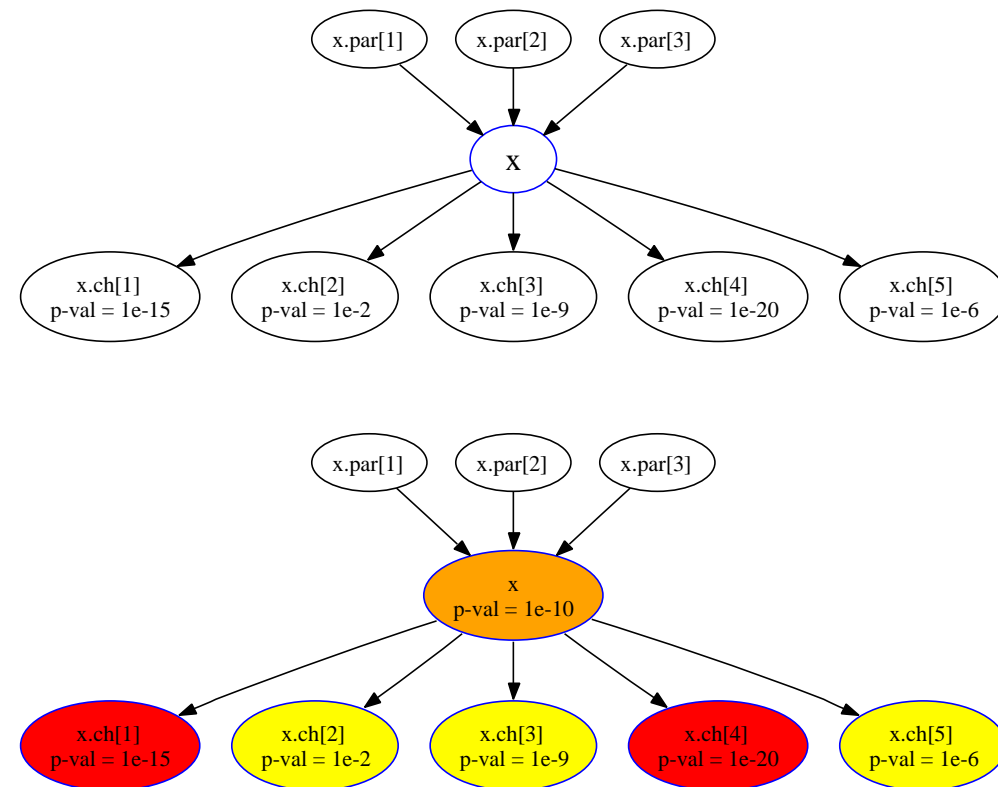 x.par[1]
x.par[2]
x.par[3]
x
x.ch[1]
p-val = 1e-15
x.ch[2]
p-val = 1e-2
x.ch[3]
p-val = 1e-9
x.ch[4]
p-val = 1e-20
x.ch[5]
p-val = 1e-6
x.par[1]
x.par[2]
x.par[3]
x
p-val = 1e-10
x.ch[1]
p-val = 1e-15
x.ch[2]
p-val = 1e-2
x.ch[3]
p-val = 1e-9
x.ch[4]
p-val = 1e-20
x.ch[5]
p-val = 1e-6